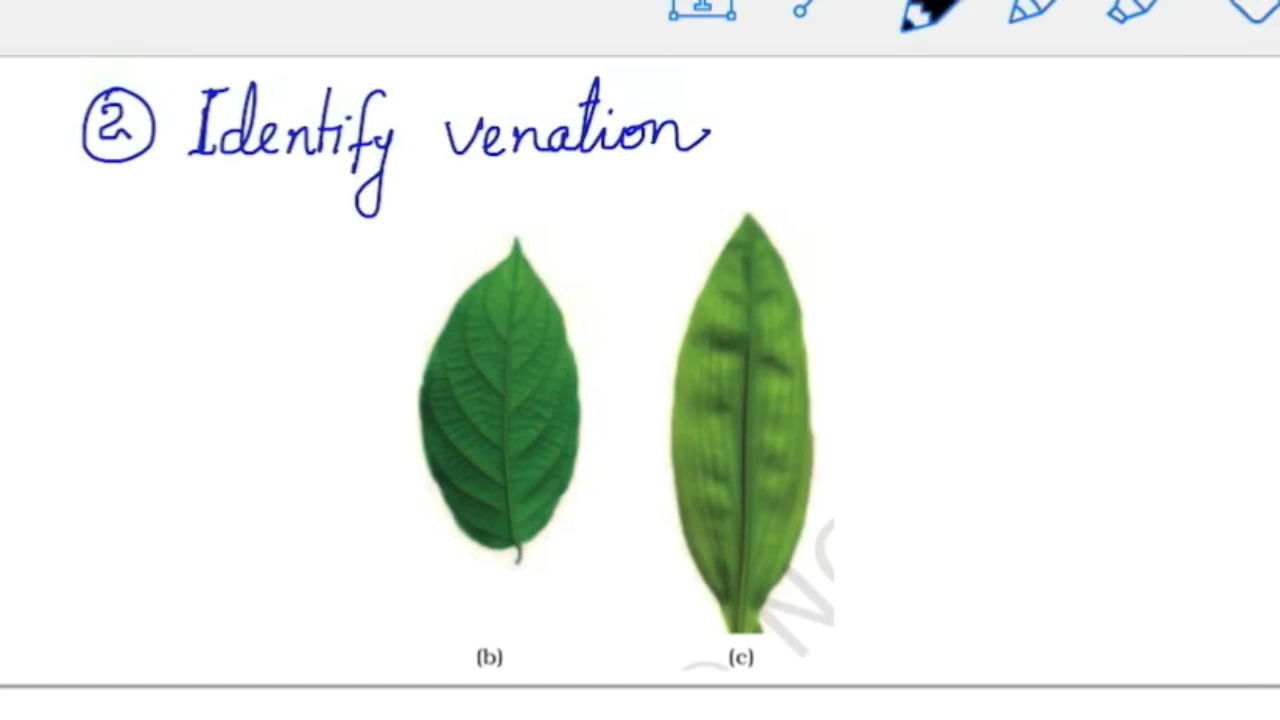 ② Identify venation
(b) (c)